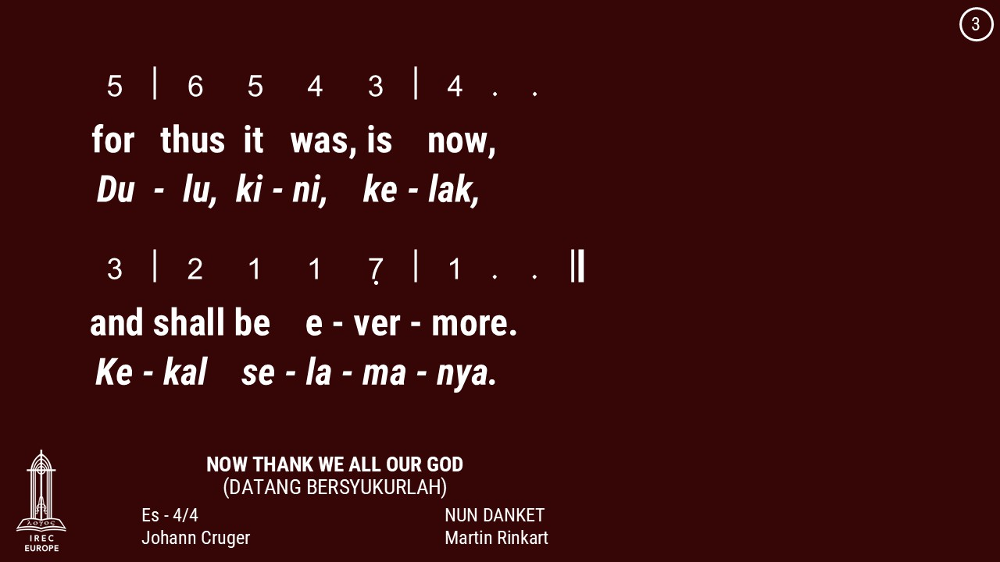 3
5 | 6 5 4 3 | 4 . .
for thus it was, is now,
Du - lu, ki - ni, ke - lak,
3 | 2 1 1 7̣ | 1 . . ‖
and shall be e - ver - more.
Ke - kal se - la - ma - nya.
NOW THANK WE ALL OUR GOD
(DATANG BERSYUKURLAH)
Es - 4/4 NUN DANKET
Johann Cruger Martin Rinkart
λογος
IREC
EUROPE